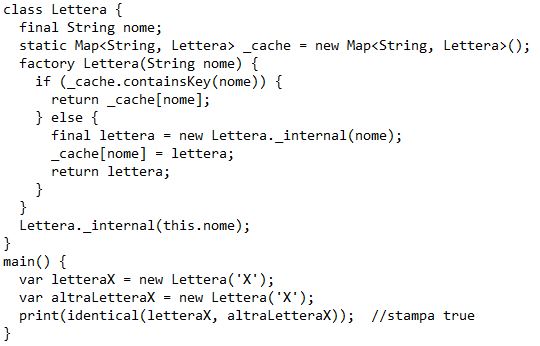 class Lettera {
  final String nome;
  static Map<String, Lettera> _cache = new Map<String, Lettera>();
  factory Lettera(String nome) {
    if (_cache.containsKey(nome)) {
      return _cache[nome];
    } else {
      final lettera = new Lettera._internal(nome);
      _cache[nome] = lettera;
      return lettera;
    }
  }
  Lettera._internal(this.nome);
}
main() {
  var letteraX = new Lettera('X');
  var altraLetteraX = new Lettera('X');
  print(identical(letteraX, altraLetteraX));  //stampa true
}